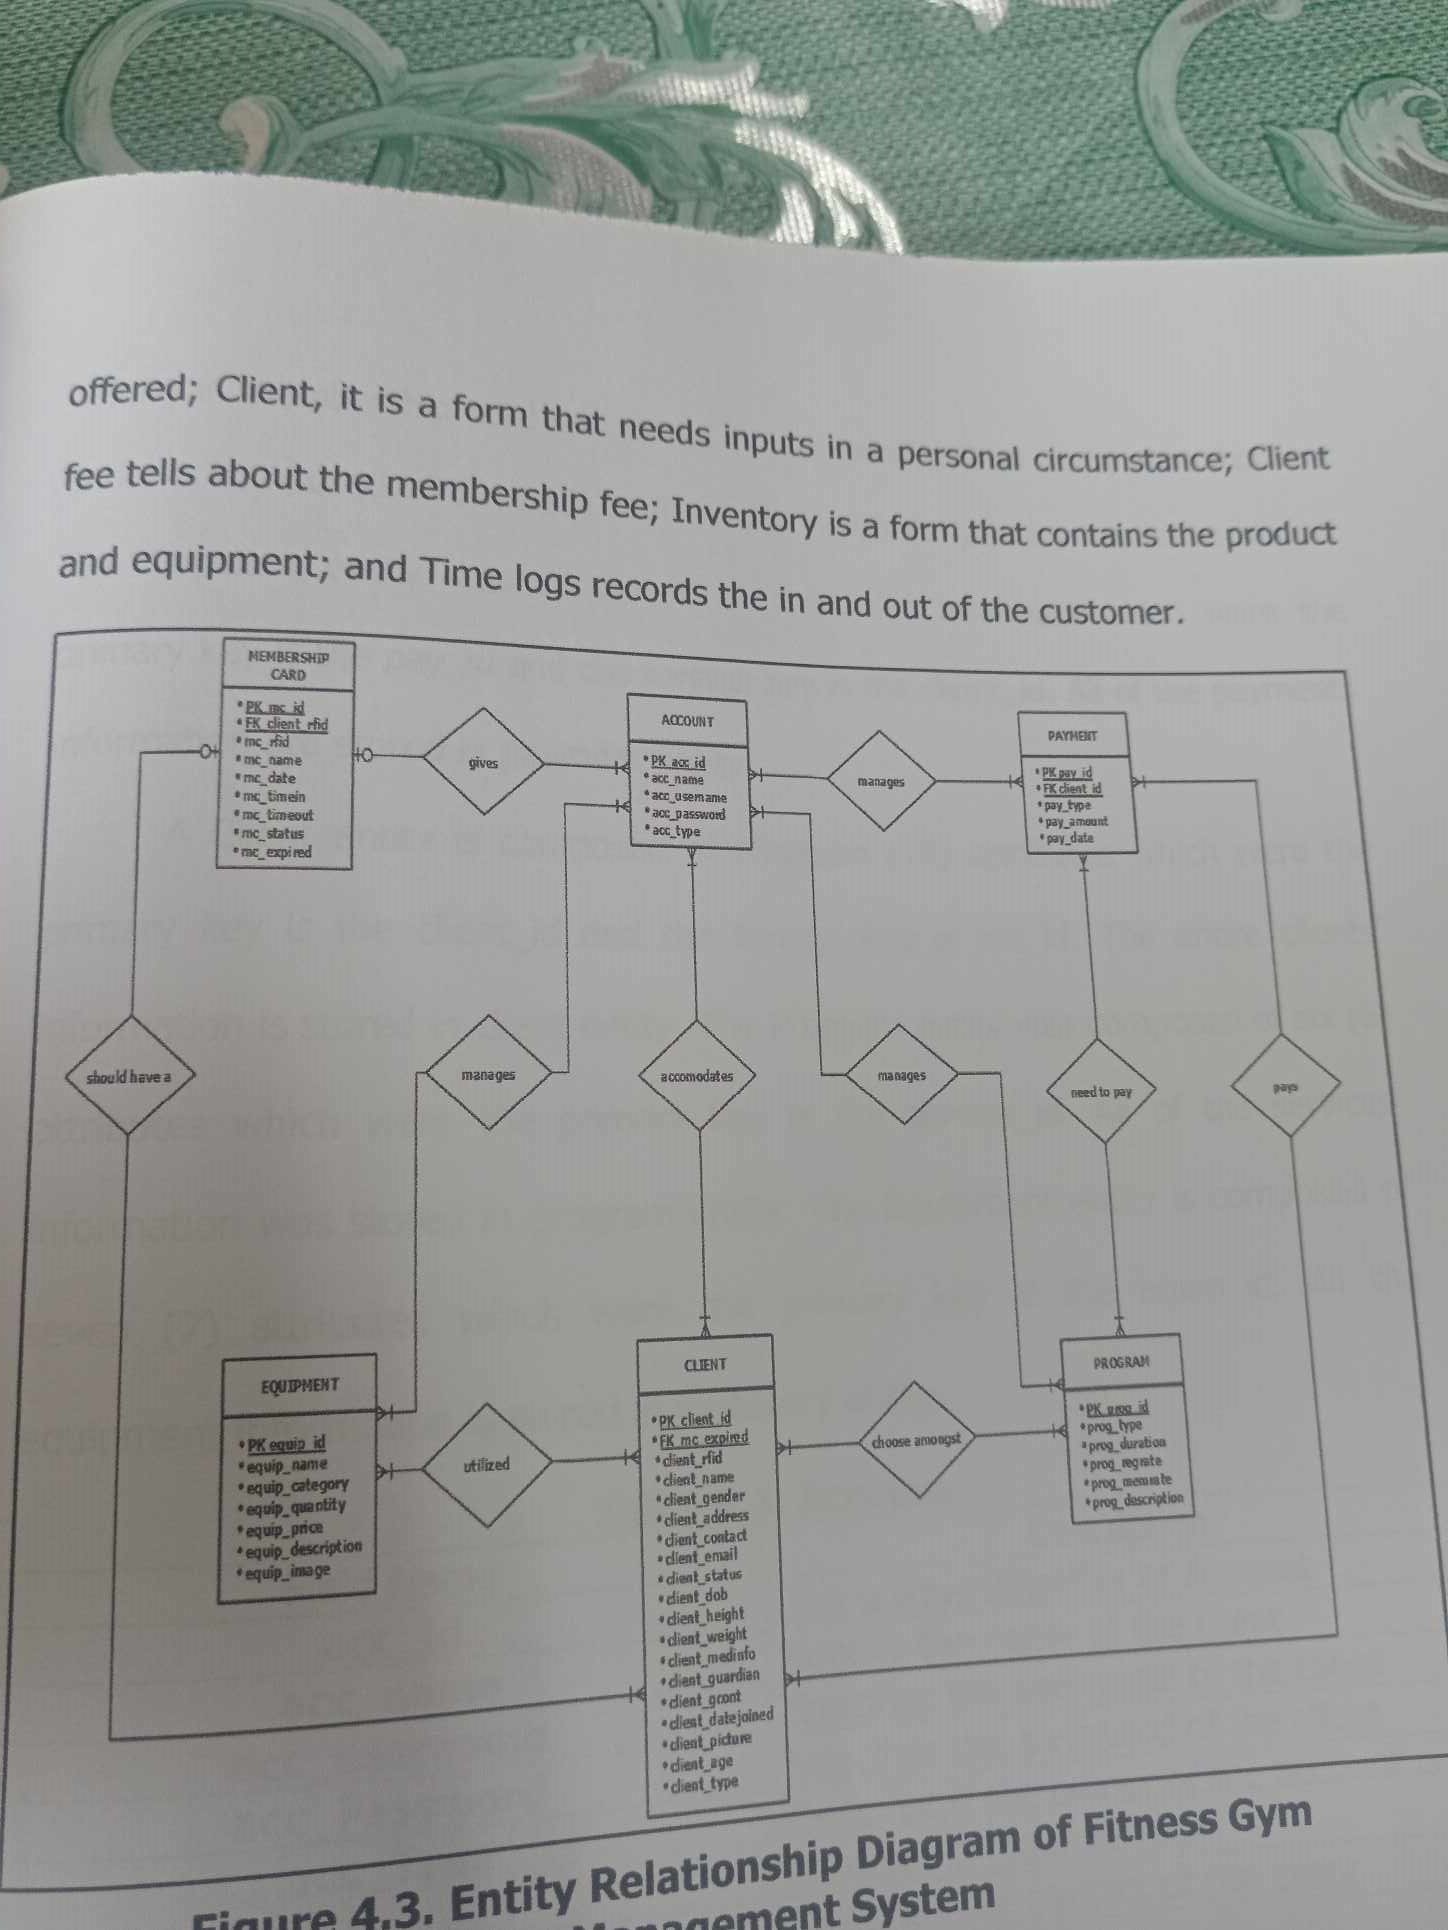 offered; Client, it is a form that needs inputs in a personal circumstance; Client
fee tells about the membership fee; Inventory is a form that contains the product
and equipment; and Time logs records the in and out of the customer.
MEMBERSHIP
CARD
* PK mc_id
* FK client_rfid
* mc_rfid
* mc_name
* mc_date
* mc_timein
* mc_timeout
* mc_status
* mc_expired
gives
ACCOUNT
* PK acc_id
* acc_name
* acc_username
* acc_password
* acc_type
manages
PAYMENT
* PK pay_id
* FK client_id
* pay_type
* pay_amount
* pay_date
should have a
manages
accomodates
manages
need to pay
pays
EQUIPMENT
* PK equip_id
* equip_name
* equip_category
* equip_quantity
* equip_price
* equip_description
* equip_image
utilized
CLIENT
* PK client_id
* FK mc_expired
* client_rfid
* client_name
* client_gender
* client_address
* client_contact
* client_email
* client_status
* client_dob
* client_height
* client_weight
* client_medinfo
* client_guardian
* client_gcont
* client_datejoined
* client_picture
* client_age
* client_type
choose amongst
PROGRAM
* PK prog_id
* prog_type
* prog_duration
* prog_regrate
* prog_memrate
* prog_description
Figure 4.3. Entity Relationship Diagram of Fitness Gym
Management System